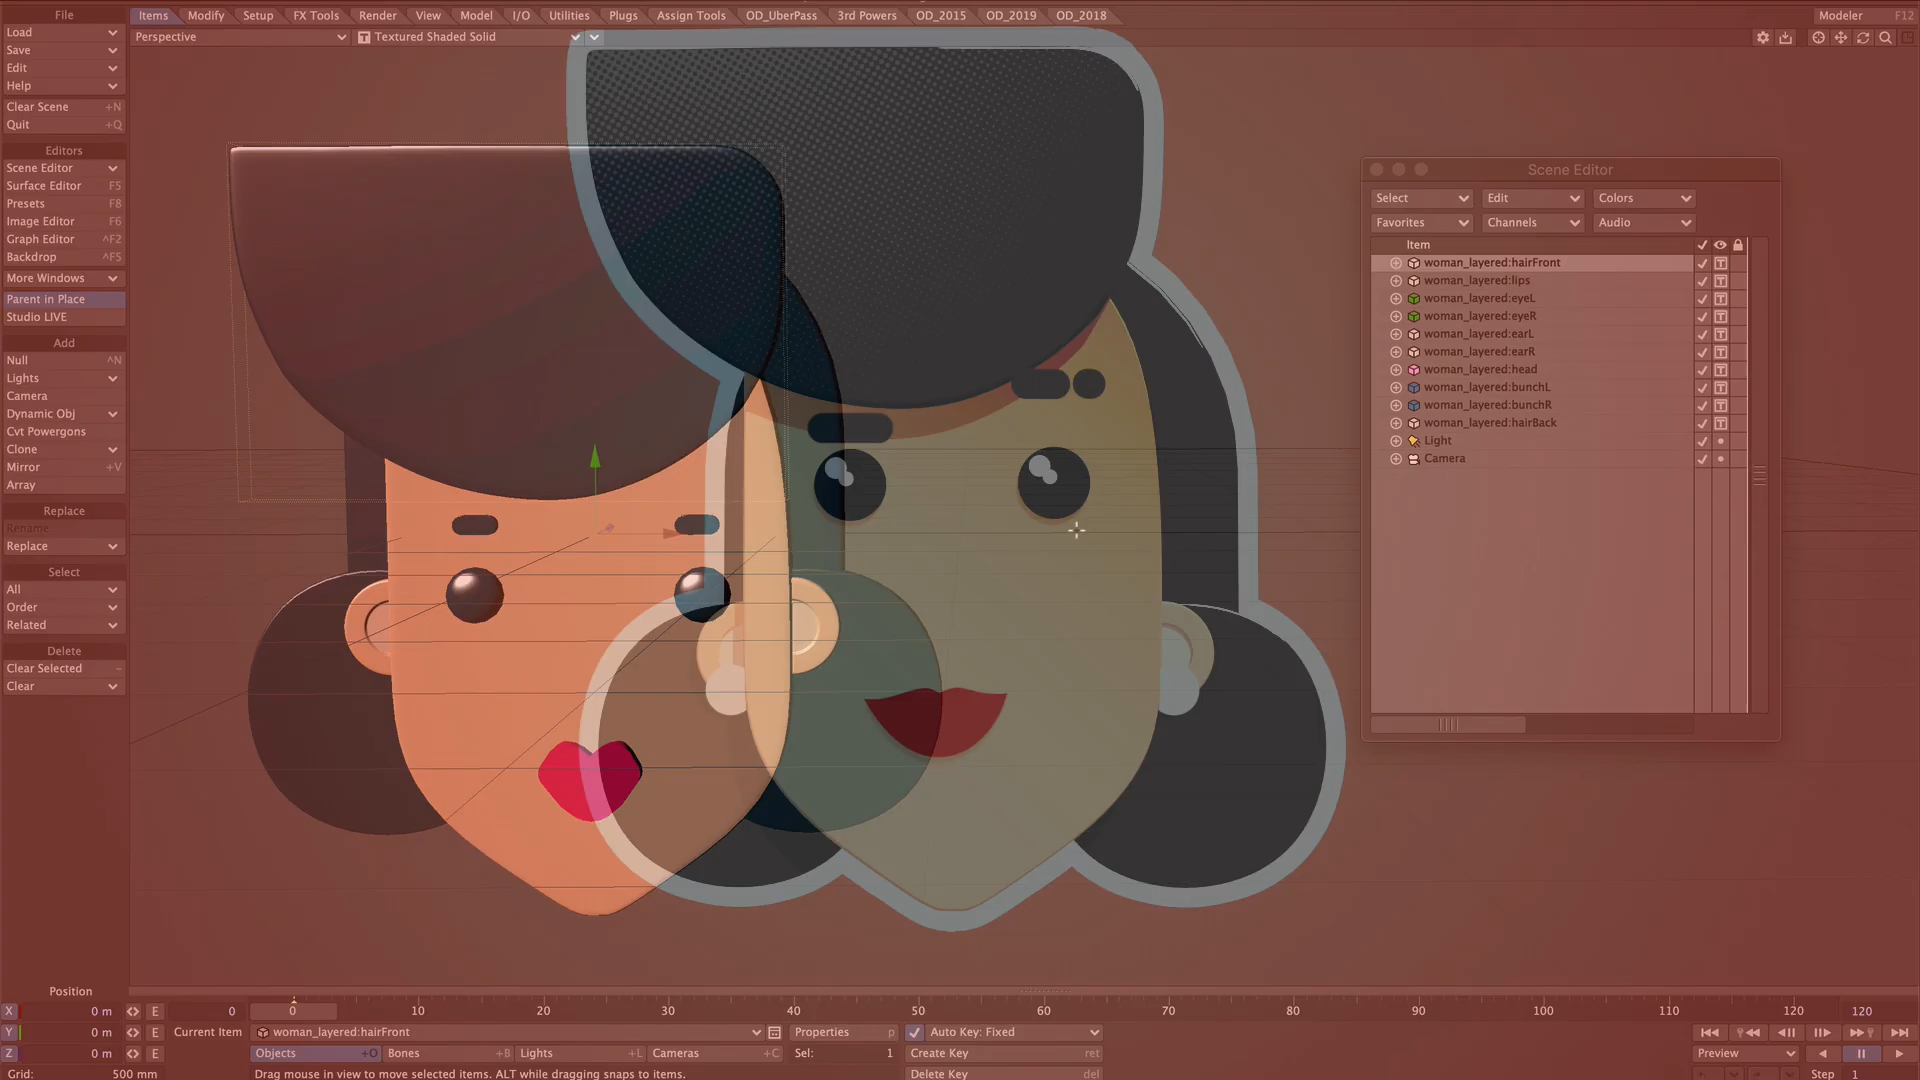 File
Load
Save
Edit
Help
Clear Scene +N
Quit +Q
Editors
Scene Editor
Surface Editor F5
Presets F8
Image Editor F6
Graph Editor ^F2
Backdrop ^F5
More Windows
Parent in Place
Studio LIVE
Add
Null ^N
Lights
Camera
Dynamic Obj
Cvt Powergons
Clone
Mirror +V
Array
Replace
Rename
Replace
Select
All
Order
Related
Delete
Clear Selected -
Clear
Items Modify Setup FX Tools Render View Model I/O Utilities Plugs Assign Tools OD_UberPass 3rd Powers OD_2015 OD_2019 OD_2018
Modeler F12
Perspective
T Textured Shaded Solid
Scene Editor
Select Edit Colors
Favorites Channels Audio
Item
woman_layered:hairFront T
woman_layered:lips T
woman_layered:eyeL T
woman_layered:eyeR T
woman_layered:earL T
woman_layered:earR T
woman_layered:head T
woman_layered:bunchL T
woman_layered:bunchR T
woman_layered:hairBack T
Light
Camera
Position
X 0 m E
Y 0 m E
Z 0 m E
Grid: 500 mm
0 0 10 20 30 40 50 60 70 80 90 100 110 120 120
Current Item woman_layered:hairFront Properties p Auto Key: Fixed
Objects +O Bones +B Lights +L Cameras +C Sel: 1 Create Key ret
Drag mouse in view to move selected items. ALT while dragging snaps to items. Delete Key del
Preview
Step 1